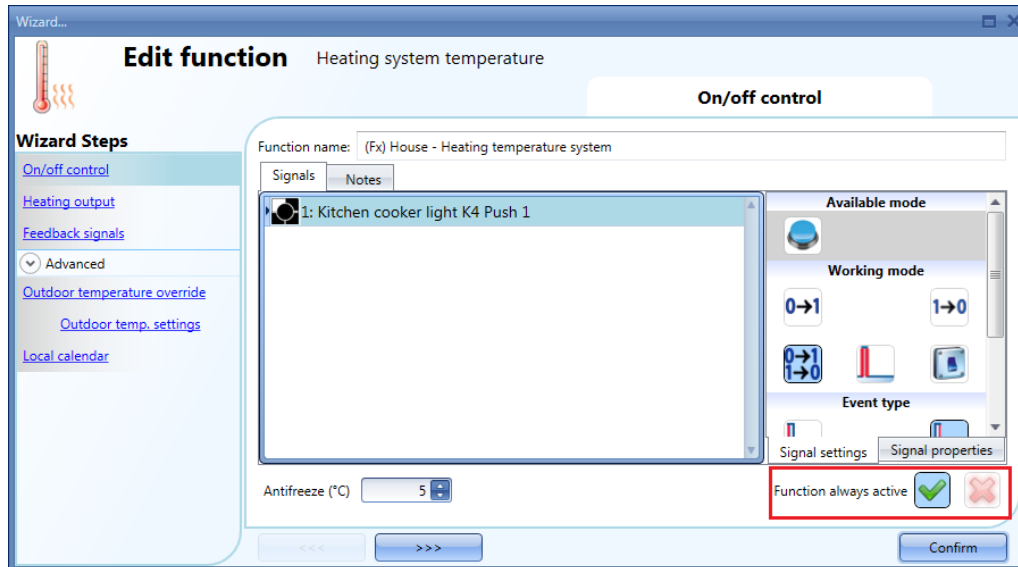 Wizard...
Edit function Heating system temperature
On/off control
Wizard Steps
On/off control
Heating output
Feedback signals
Advanced
Outdoor temperature override
Outdoor temp. settings
Local calendar
Function name: (Fx) House - Heating temperature system
Signals Notes
1: Kitchen cooker light K4 Push 1
Available mode
Working mode
0→1 1→0
0→1
1→0
Event type
Signal settings Signal properties
Antifreeze (°C) 5
Function always active
<<< >>> Confirm